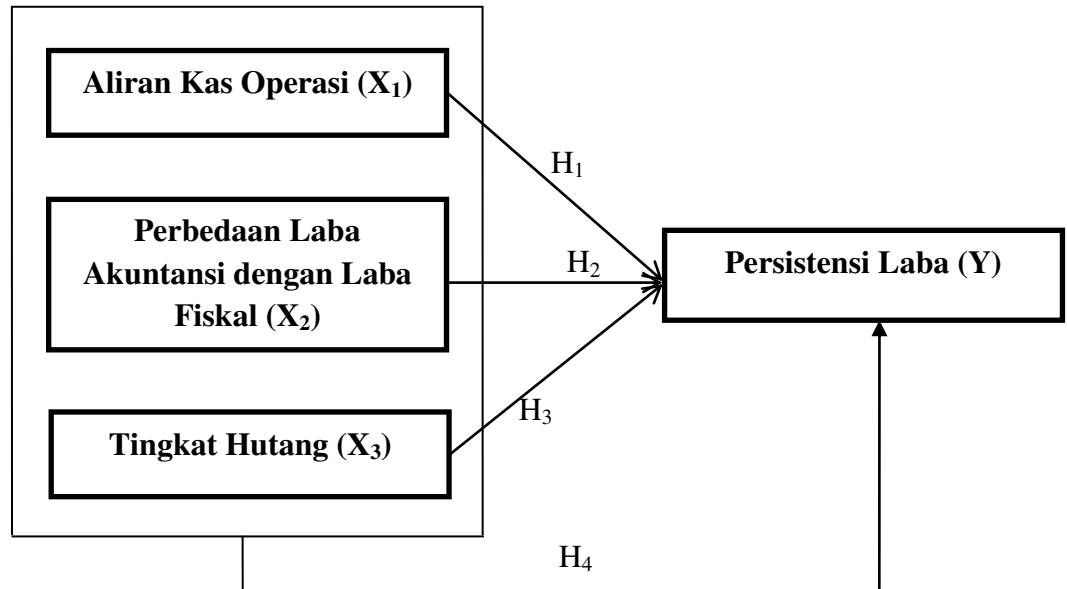 Aliran Kas Operasi (X₁)
H₁
Perbedaan Laba
Akuntansi dengan Laba
Fiskal (X₂)
H₂
Persistensi Laba (Y)
H₃
Tingkat Hutang (X₃)
H₄